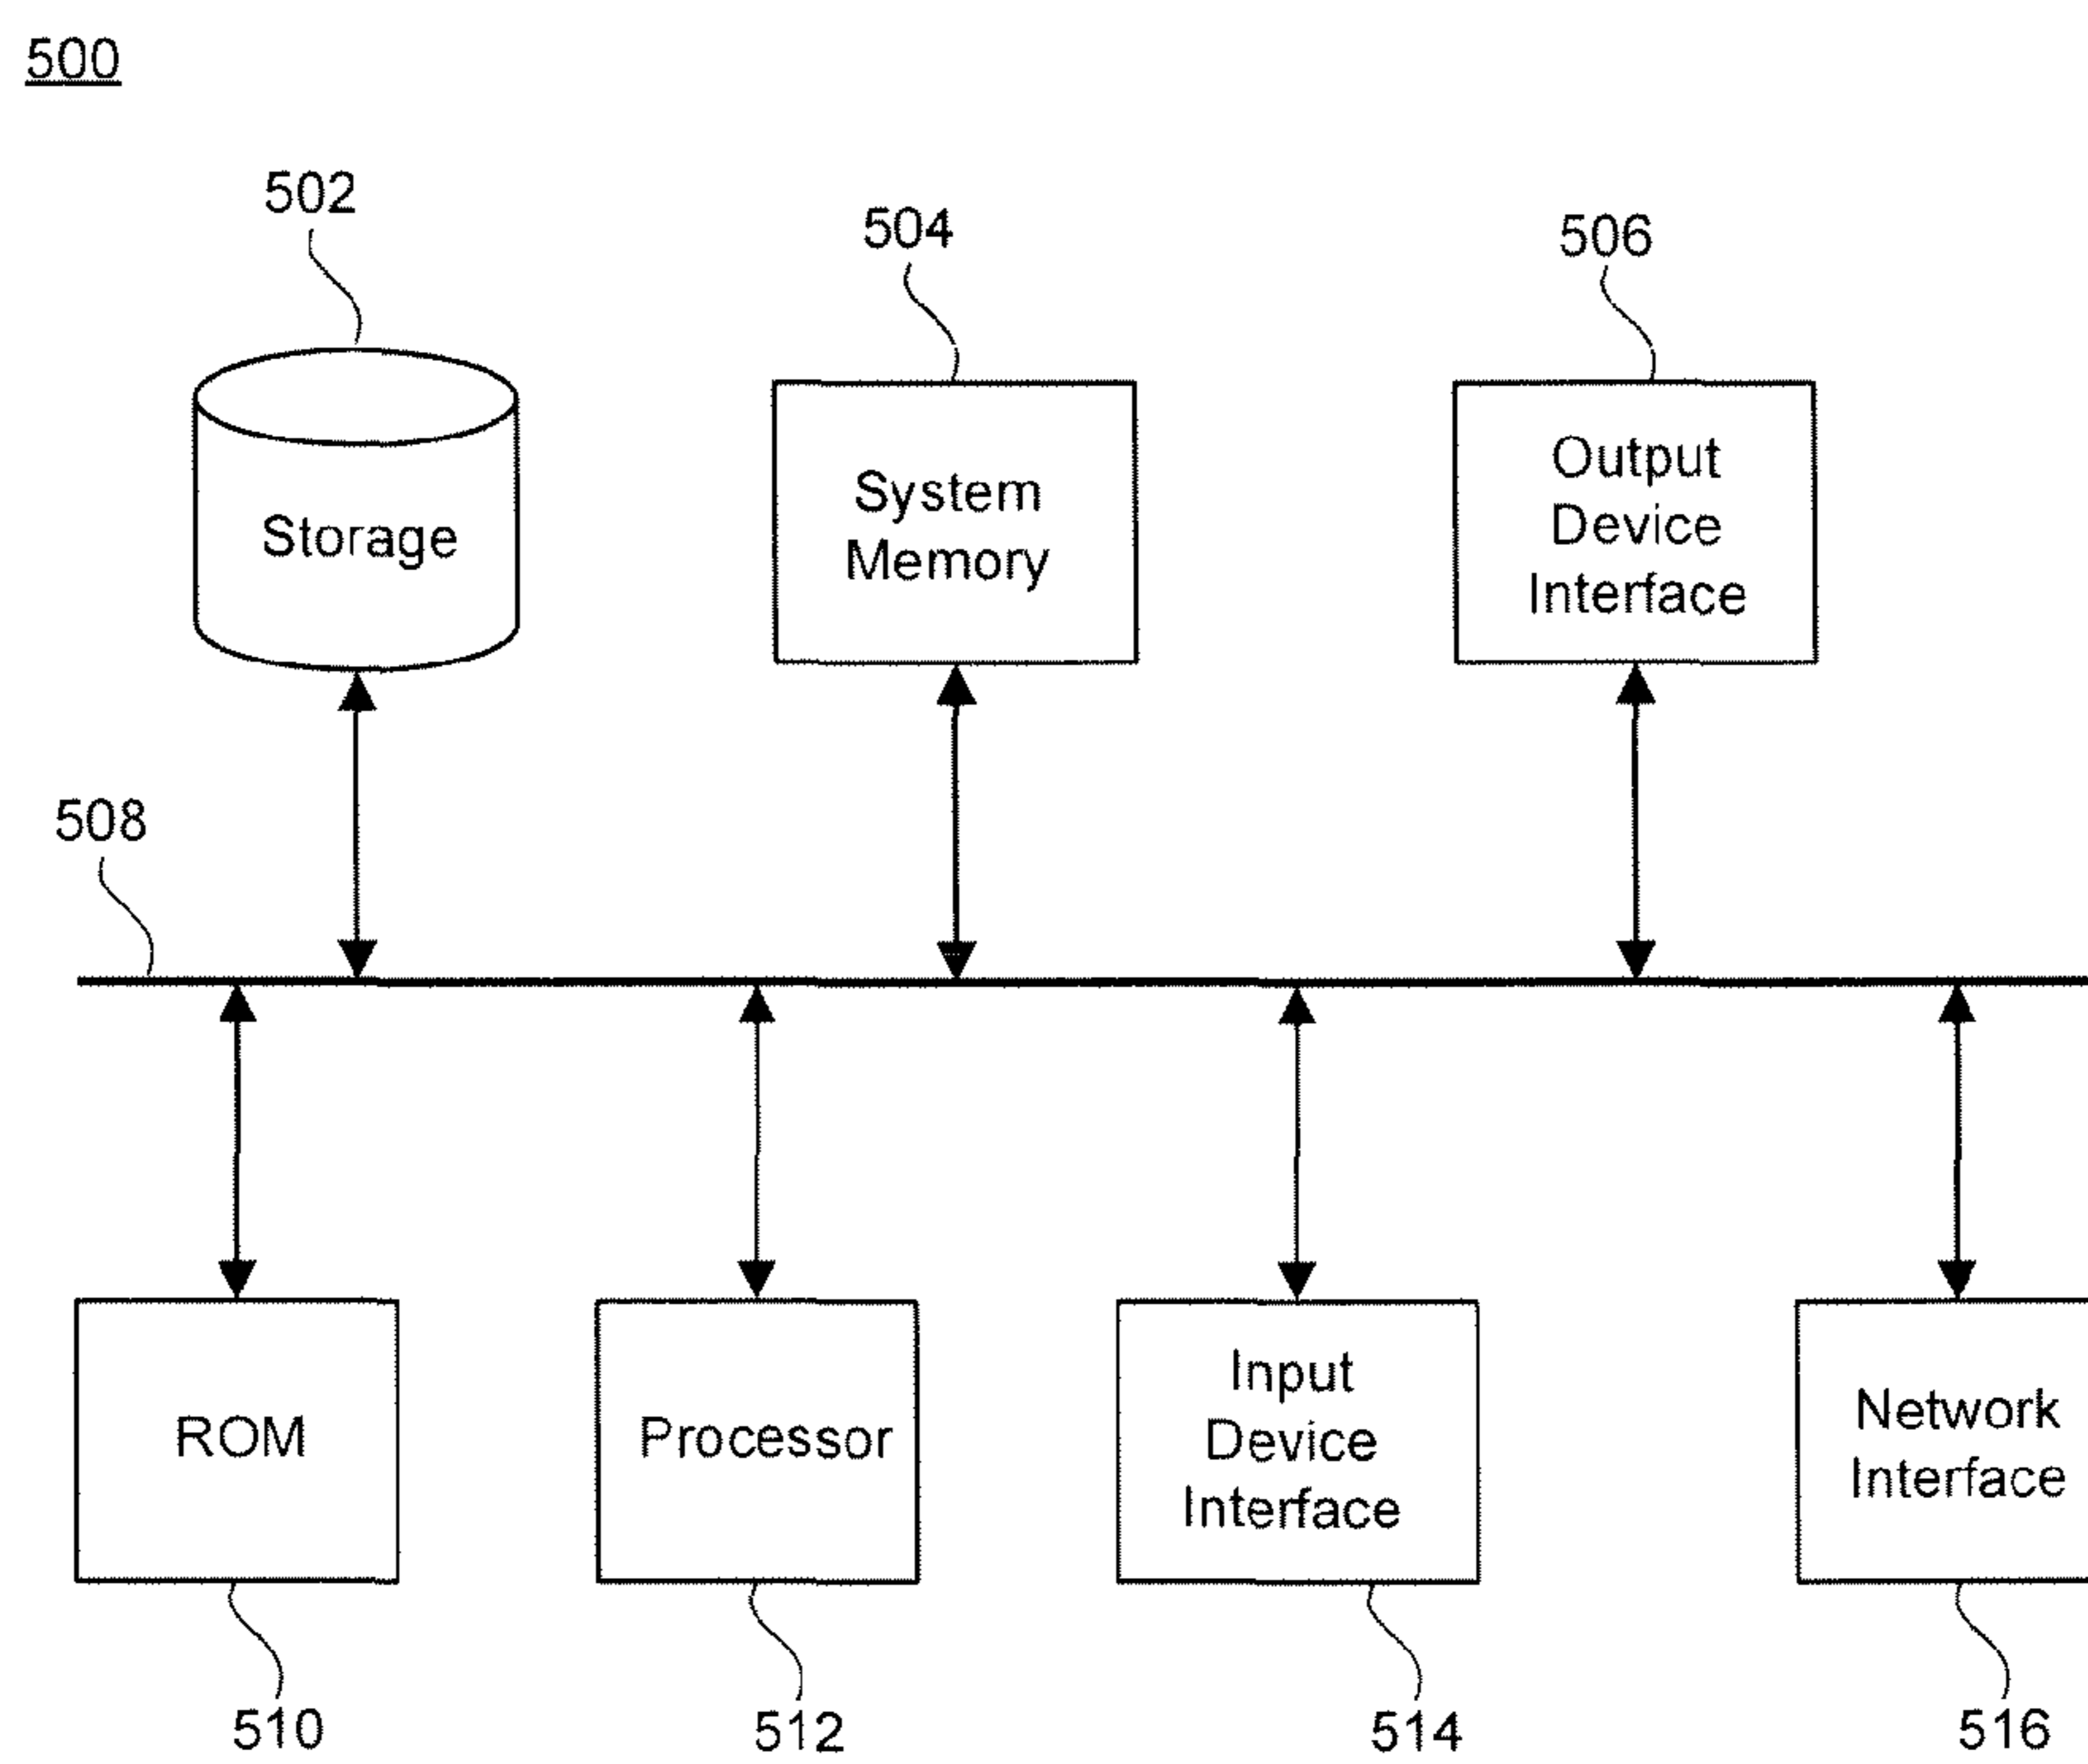 500
502
504
506
Storage
System
Memory
Output
Device
Interface
508
ROM
Processor
Input
Device
Interface
Network
Interface
510
512
514
516